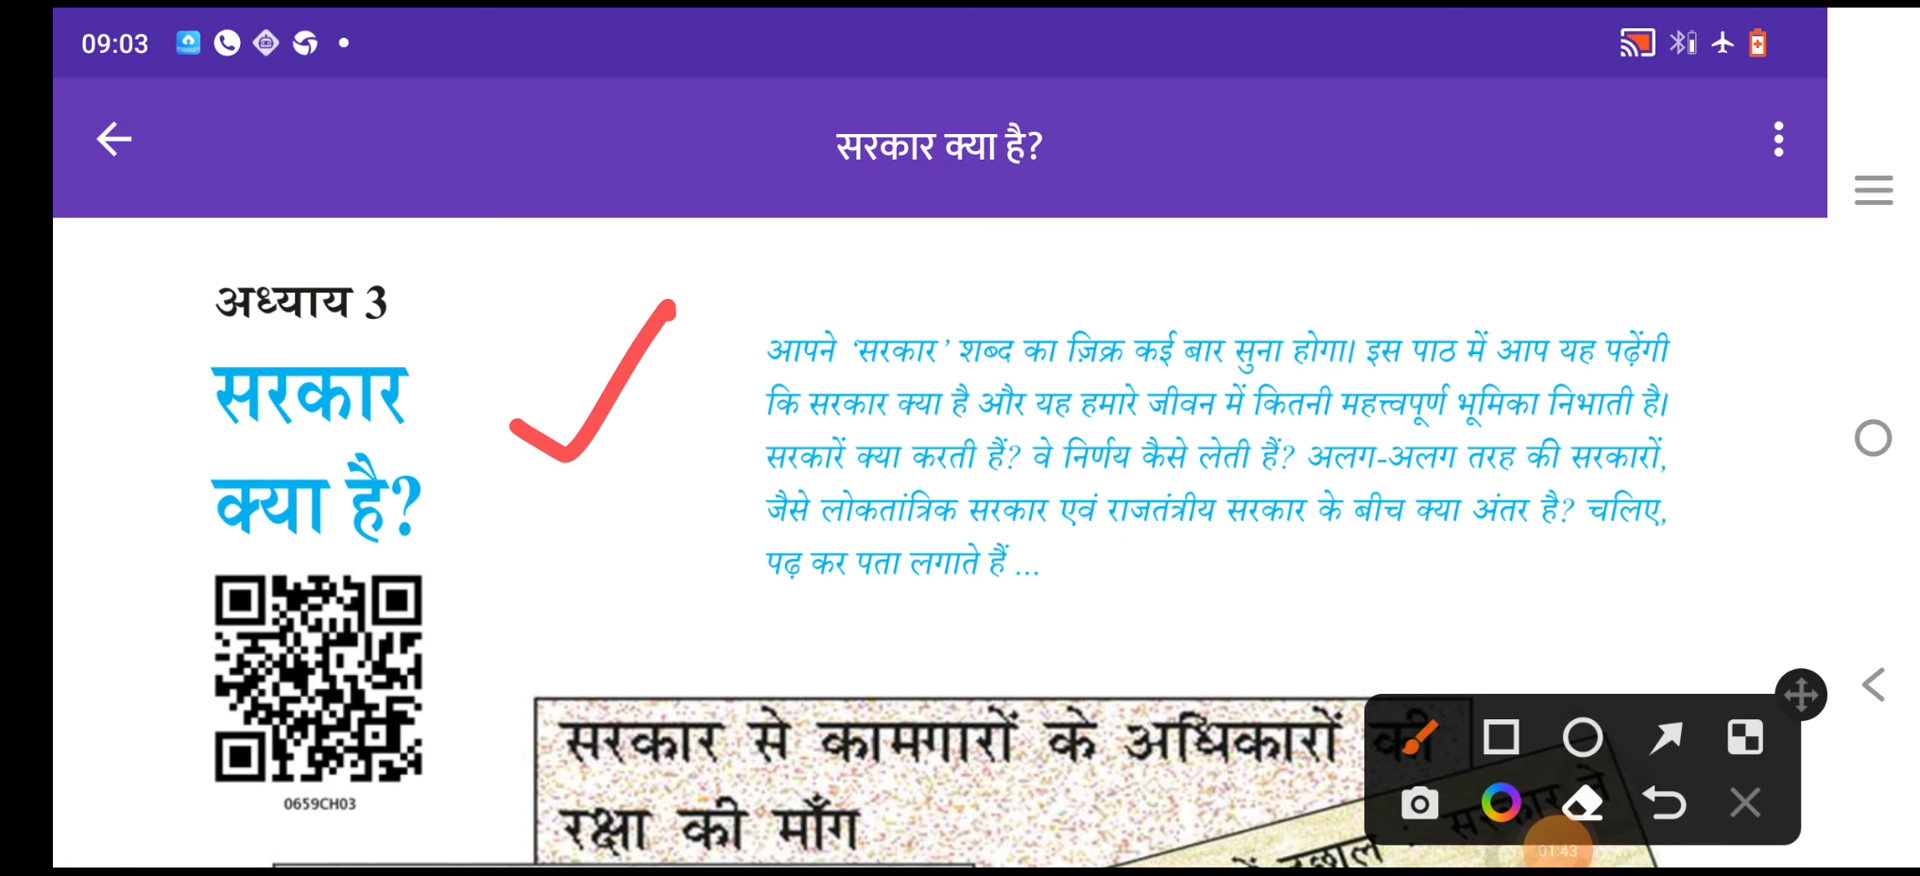 09:03
सरकार क्या है?
अध्याय 3
सरकार
क्या है?
आपने ‘सरकार’ शब्द का ज़िक्र कई बार सुना होगा। इस पाठ में आप यह पढ़ेंगी
कि सरकार क्या है और यह हमारे जीवन में कितनी महत्त्वपूर्ण भूमिका निभाती है।
सरकारें क्या करती हैं? वे निर्णय कैसे लेती हैं? अलग-अलग तरह की सरकारों,
जैसे लोकतांत्रिक सरकार एवं राजतंत्रीय सरकार के बीच क्या अंतर है? चलिए,
पढ़ कर पता लगाते हैं ...
0659CH03
सरकार से कामगारों के अधिकारों की
रक्षा की माँग
सरकार ने
01:43